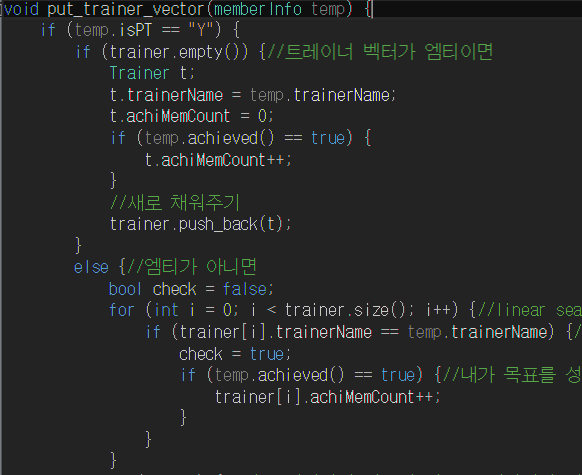 void put_trainer_vector(memberInfo temp) {
if (temp.isPT == "Y") {
if (trainer.empty()) {//트레이너 벡터가 엠티이면
Trainer t;
t.trainerName = temp.trainerName;
t.achiMemCount = 0;
if (temp.achieved() == true) {
t.achiMemCount++;
}
//새로 채워주기
trainer.push_back(t);
}
else {//엠티가 아니면
bool check = false;
for (int i = 0; i < trainer.size(); i++) {//linear sea
if (trainer[i].trainerName == temp.trainerName) {/
check = true;
if (temp.achieved() == true) {//내가 목표를 성
trainer[i].achiMemCount++;
}
}
}